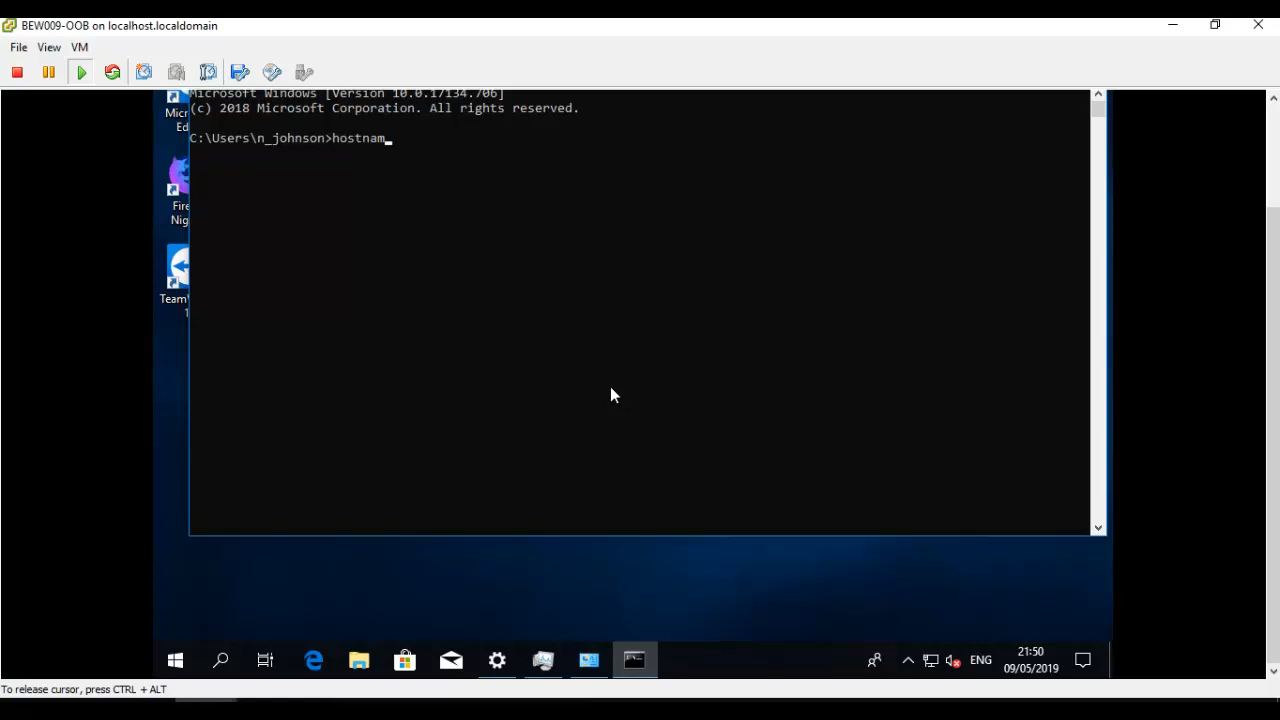 BEW009-OOB on localhost.localdomain
File View VM
Microsoft Windows [Version 10.0.17134.706]
(c) 2018 Microsoft Corporation. All rights reserved.
C:\Users\n_johnson>hostnam
Micr
Ed
Fire
Nig
Team
1
ENG
21:50
09/05/2019
To release cursor, press CTRL + ALT